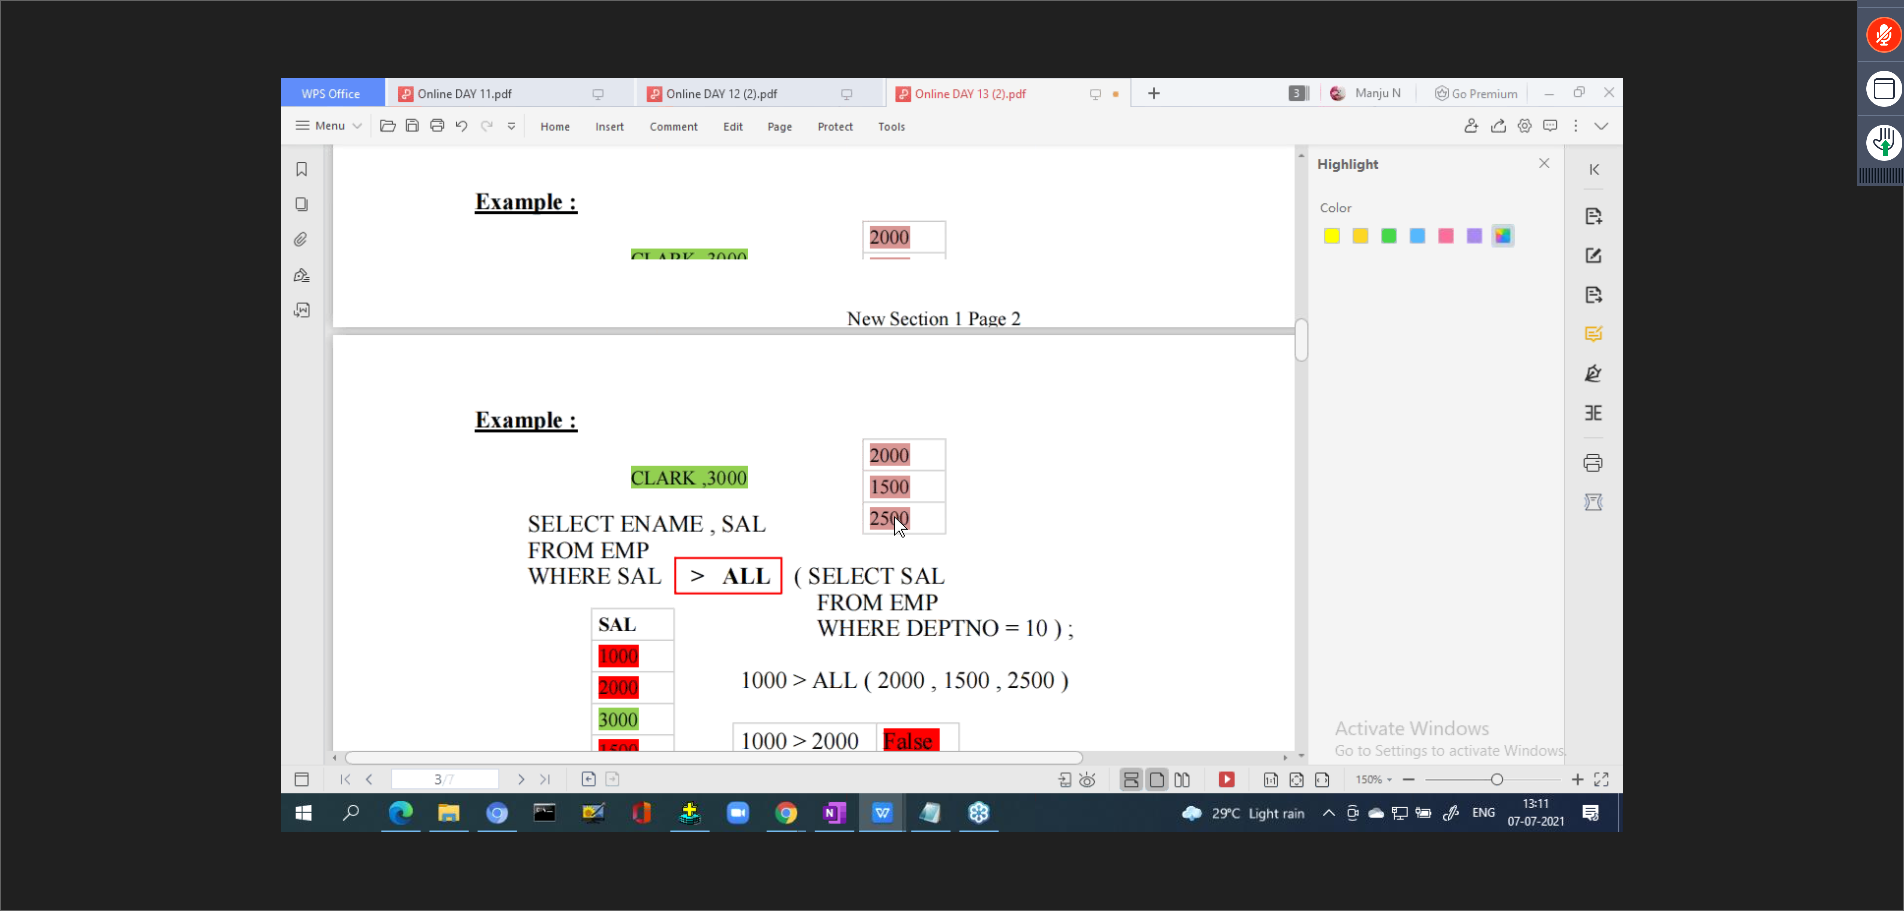 WPS Office
Online DAY 11.pdf
Online DAY 12 (2).pdf
Online DAY 13 (2).pdf
3
Manju N
Go Premium
Menu
Home
Insert
Comment
Edit
Page
Protect
Tools
Example :
2000
CLARK ,3000
New Section 1 Page 2
Highlight
Color
Example :
2000
CLARK ,3000
1500
2500
SELECT ENAME , SAL
FROM EMP
WHERE SAL > ALL ( SELECT SAL
FROM EMP
WHERE DEPTNO = 10 ) ;
SAL
1000
2000
3000
1500
1000 > ALL ( 2000 , 1500 , 2500 )
1000 > 2000 False
Activate Windows
Go to Settings to activate Windows.
3/7
150%
29°C Light rain
ENG
13:11
07-07-2021